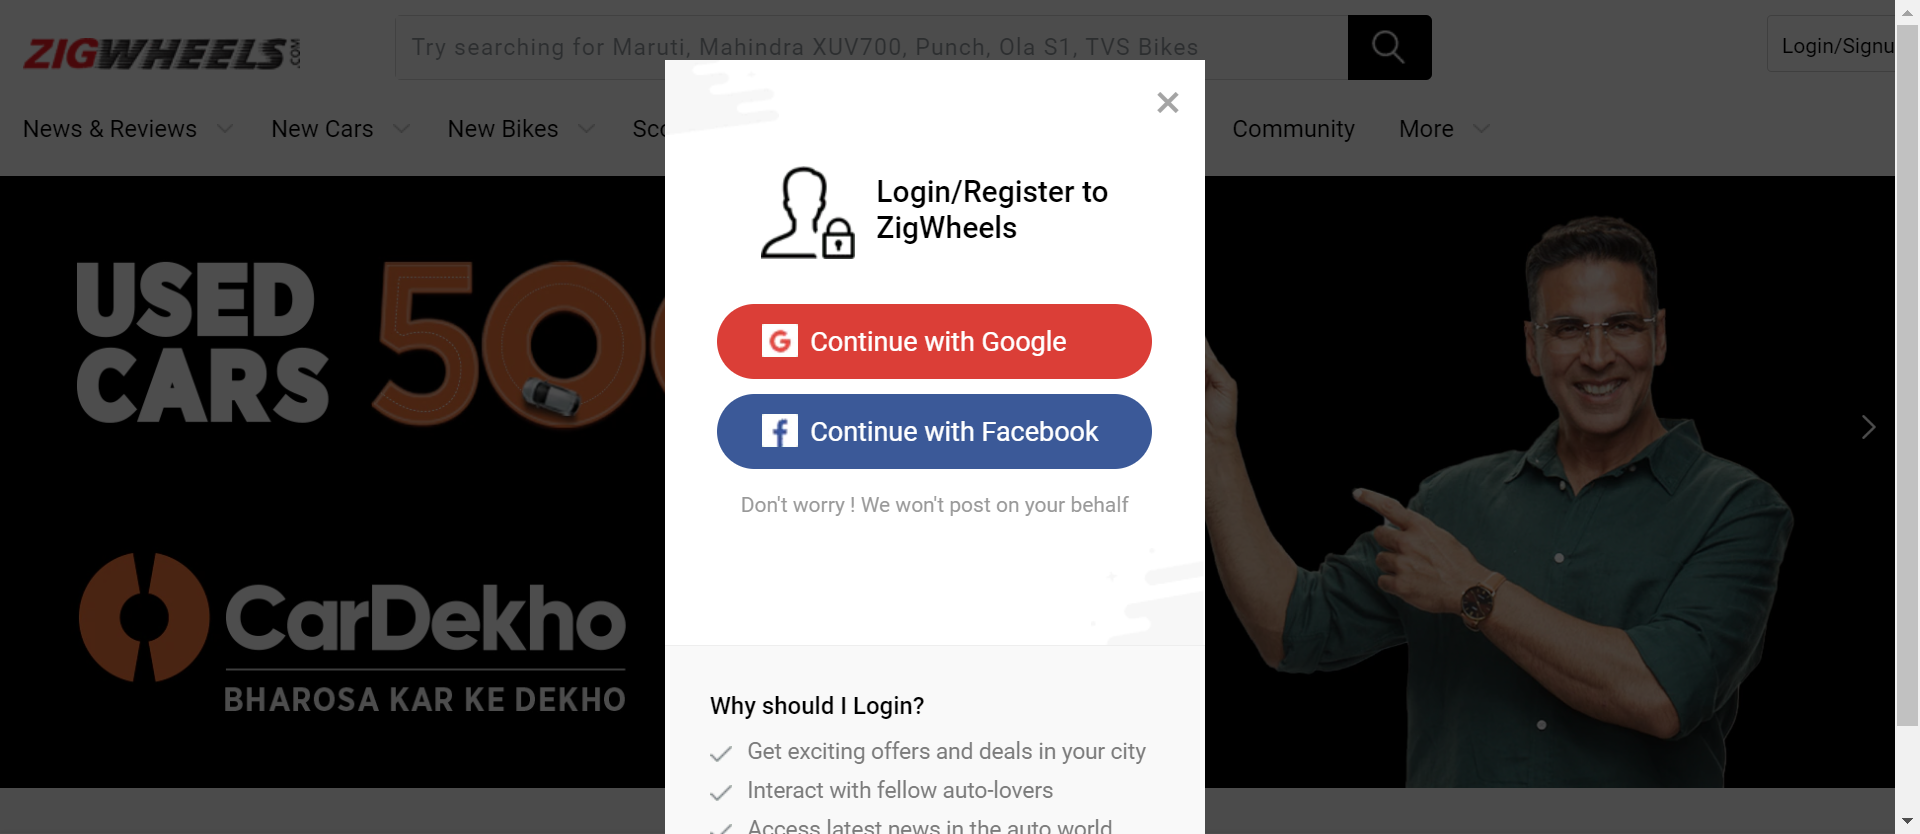 ZIGWHEELS.COM
Try searching for Maruti, Mahindra XUV700, Punch, Ola S1, TVS Bikes
Login/Signu
News & Reviews
New Cars
New Bikes
Sco
Community
More
USED
CARS
500
CarDekho
BHAROSA KAR KE DEKHO
Login/Register to
ZigWheels
G Continue with Google
f Continue with Facebook
Don't worry ! We won't post on your behalf
Why should I Login?
Get exciting offers and deals in your city
Interact with fellow auto-lovers
Access latest news in the auto world